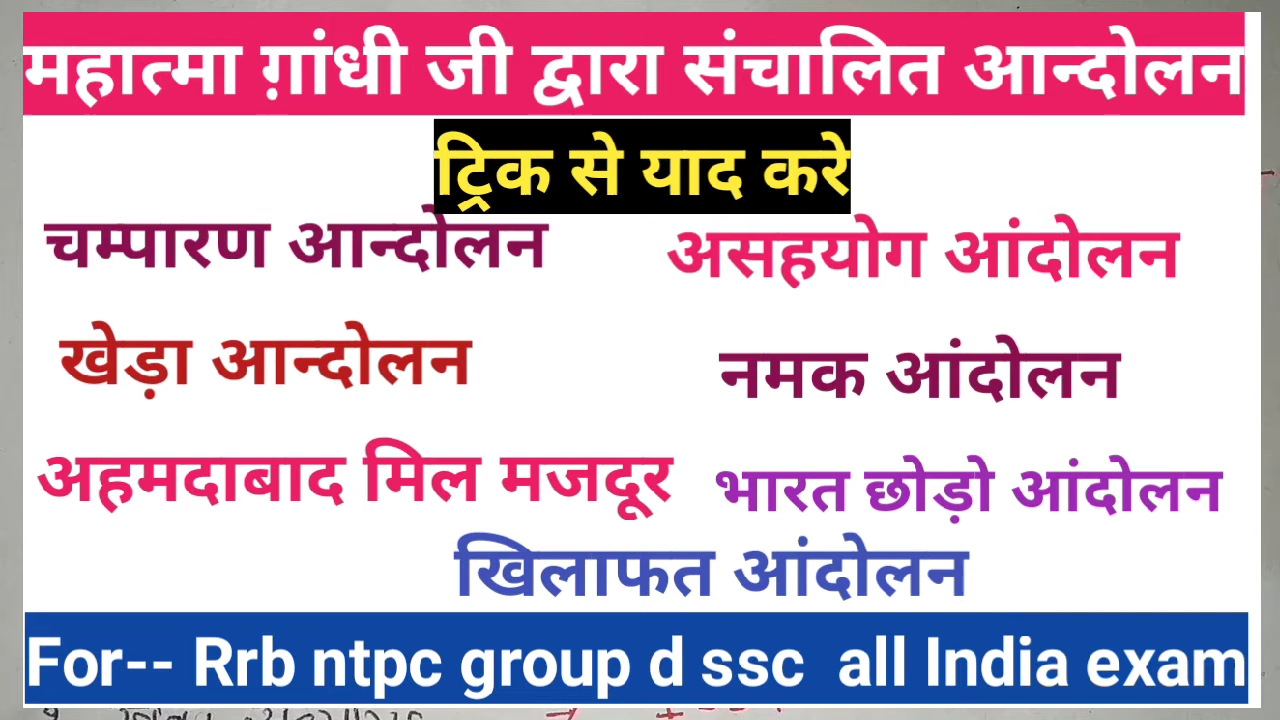 महात्मा ग़ांधी जी द्वारा संचालित आन्दोलन
ट्रिक से याद करे
चम्पारण आन्दोलन
असहयोग आंदोलन
खेड़ा आन्दोलन
नमक आंदोलन
अहमदाबाद मिल मजदूर
भारत छोड़ो आंदोलन
खिलाफत आंदोलन
For-- Rrb ntpc group d ssc all India exam